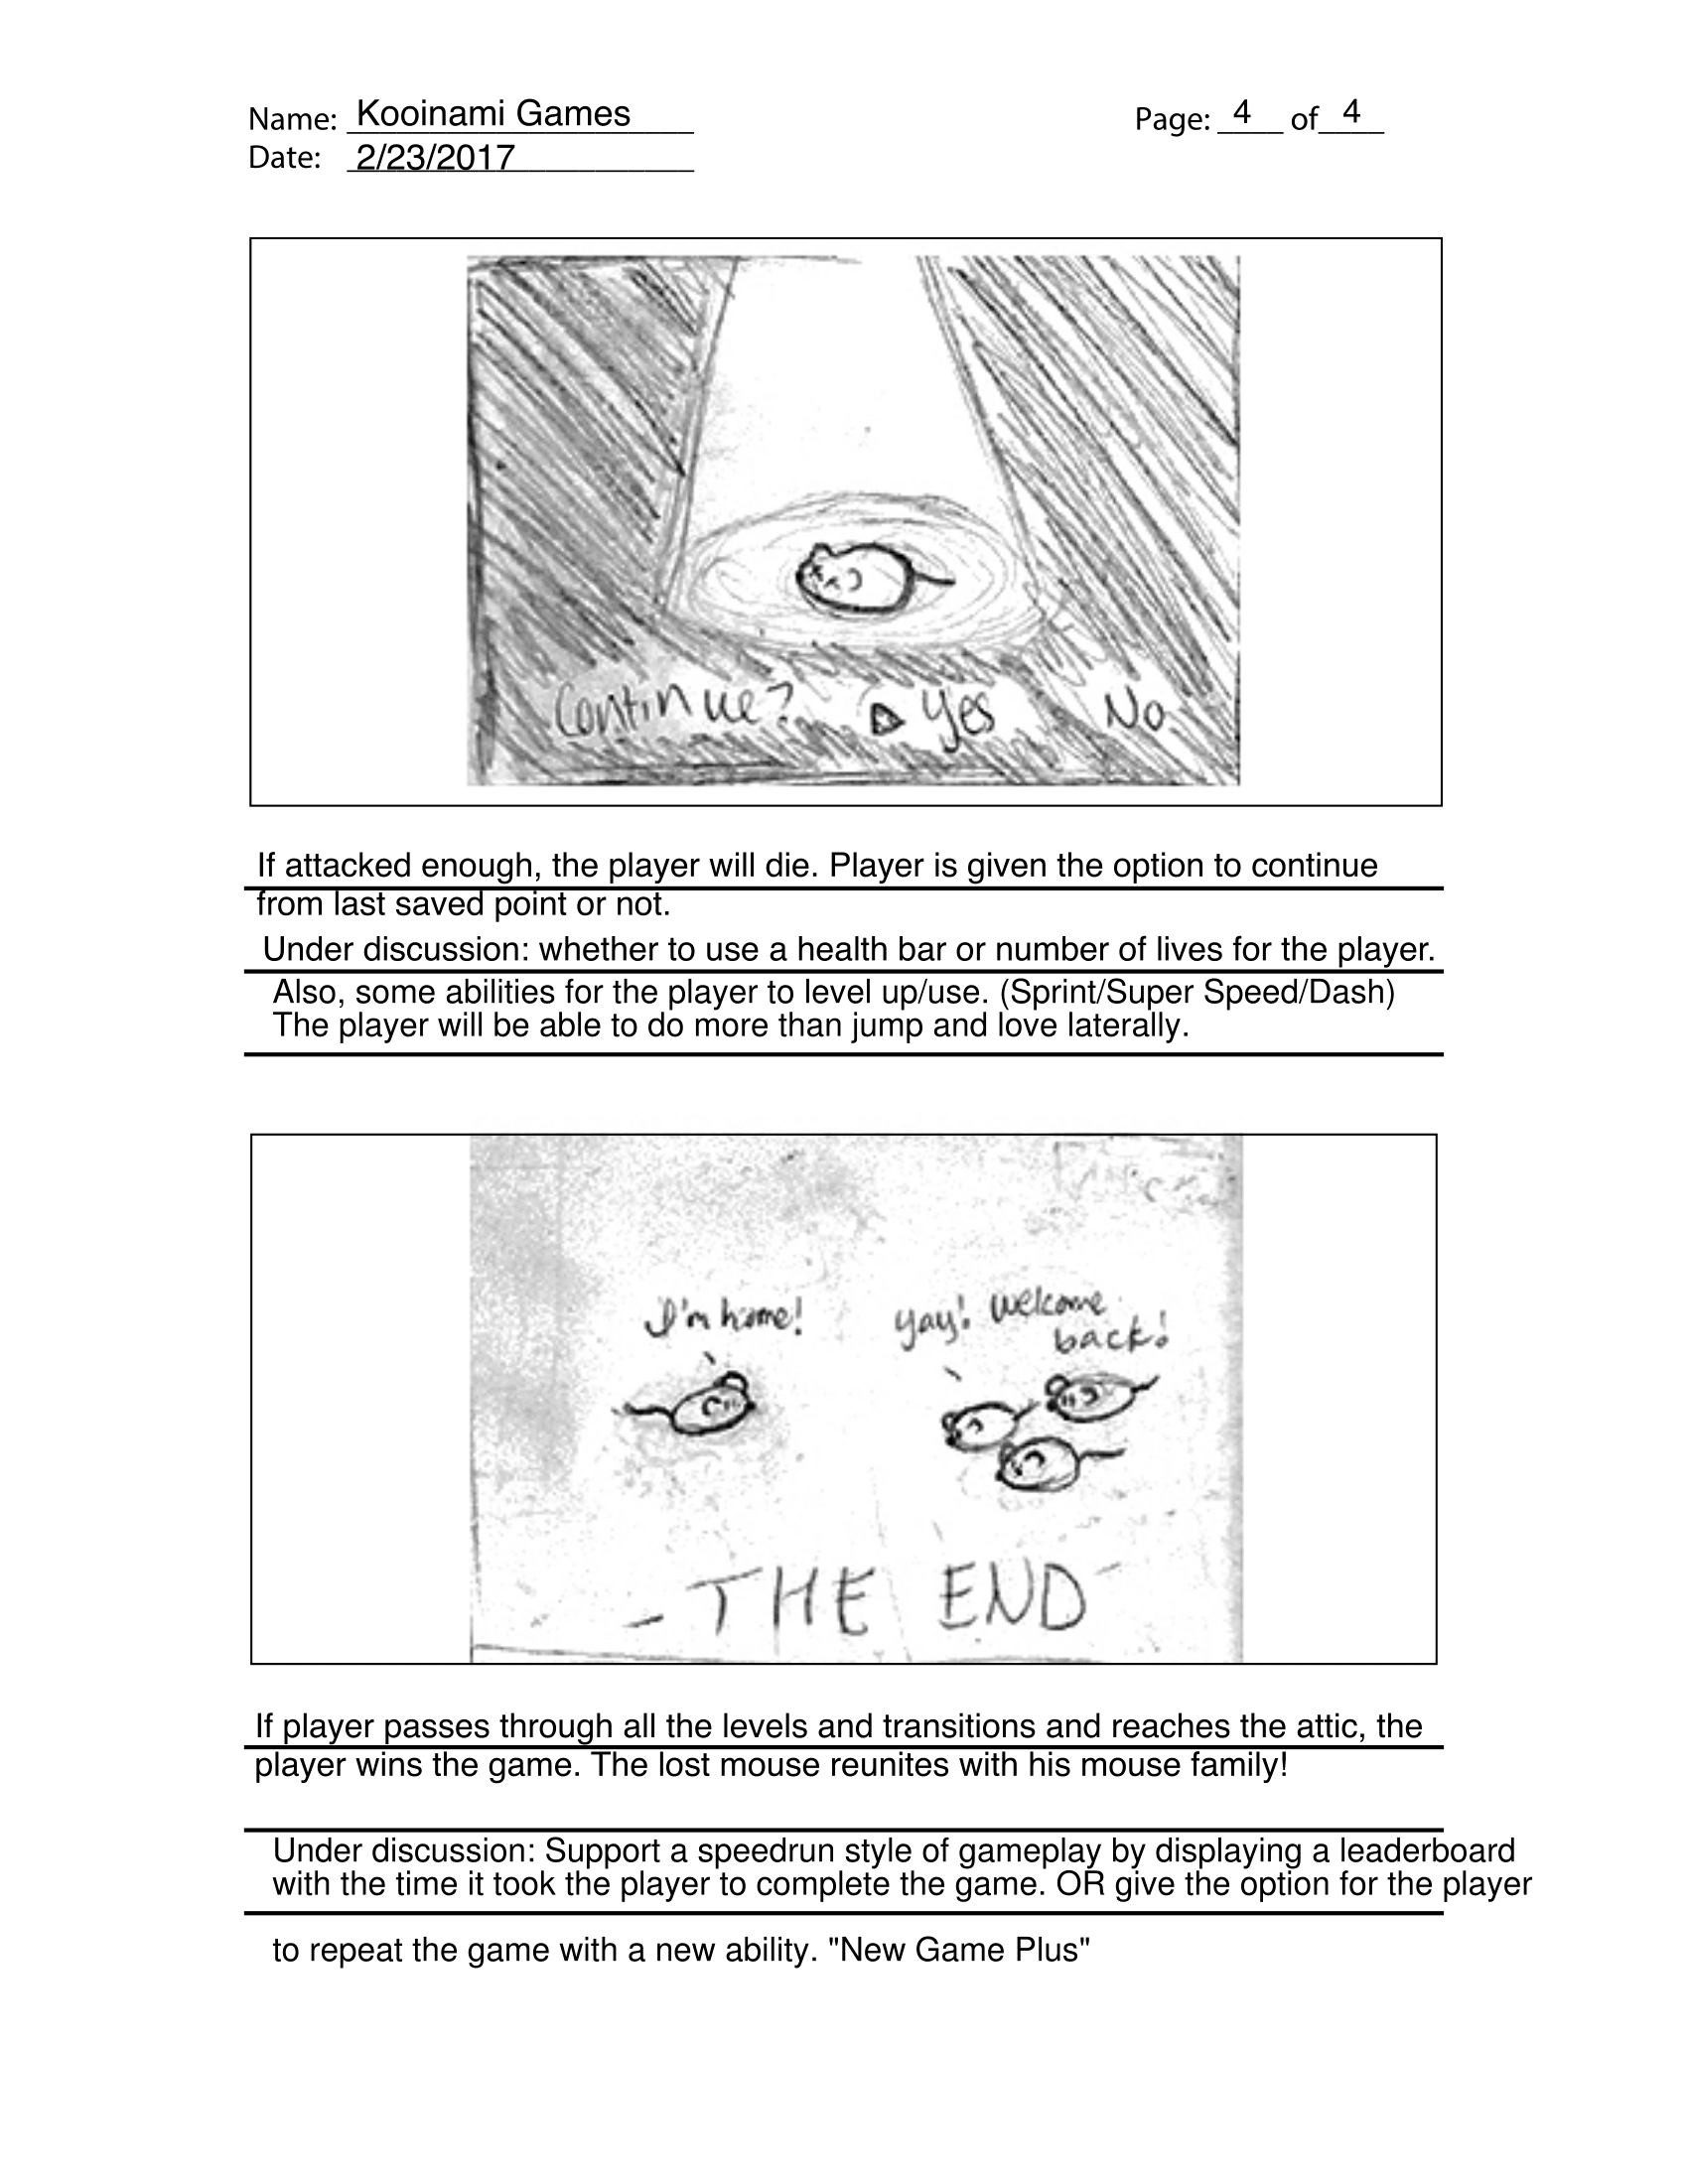 Name: Kooinami Games
Page: 4 of 4
Date: 2/23/2017
Continue? Yes No
If attacked enough, the player will die. Player is given the option to continue
from last saved point or not.
Under discussion: whether to use a health bar or number of lives for the player.
Also, some abilities for the player to level up/use. (Sprint/Super Speed/Dash)
The player will be able to do more than jump and love laterally.
I'm home!
Yay! Welcome
back!
- THE END -
If player passes through all the levels and transitions and reaches the attic, the
player wins the game. The lost mouse reunites with his mouse family!
Under discussion: Support a speedrun style of gameplay by displaying a leaderboard
with the time it took the player to complete the game. OR give the option for the player
to repeat the game with a new ability. "New Game Plus"